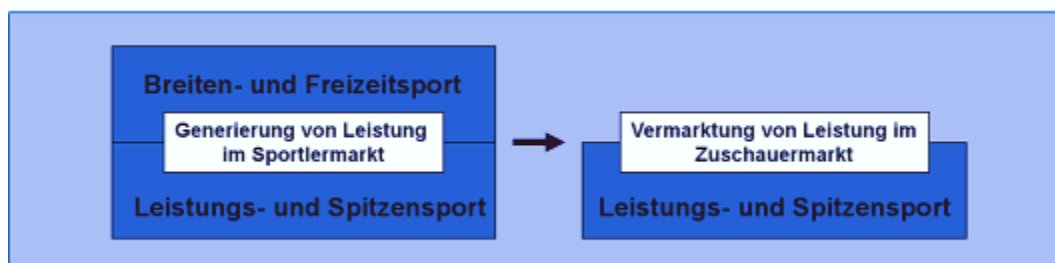 Breiten- und Freizeitsport
Generierung von Leistung
im Sportlermarkt
Leistungs- und Spitzensport
Vermarktung von Leistung im
Zuschauermarkt
Leistungs- und Spitzensport